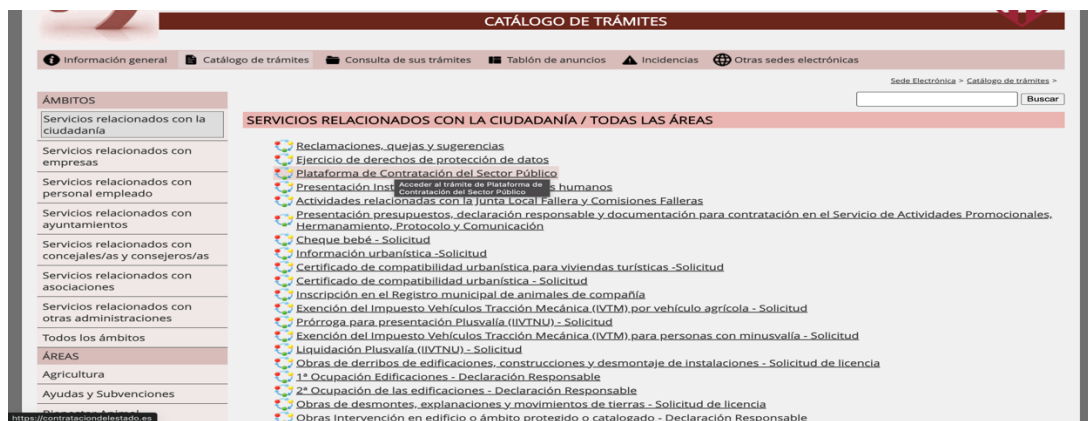 CATÁLOGO DE TRÁMITES
Información general Catálogo de trámites Consulta de sus trámites Tablón de anuncios Incidencias Otras sedes electrónicas
Sede Electrónica > Catálogo de trámites >
Buscar
ÁMBITOS
Servicios relacionados con la
ciudadanía
Servicios relacionados con
empresas
Servicios relacionados con
personal empleado
Servicios relacionados con
ayuntamientos
Servicios relacionados con
concejales/as y consejeros/as
Servicios relacionados con
asociaciones
Servicios relacionados con
otras administraciones
Todos los ámbitos
ÁREAS
Agricultura
Ayudas y Subvenciones
Bienestar Animal
https://contrataciondelestado.es
SERVICIOS RELACIONADOS CON LA CIUDADANÍA / TODAS LAS ÁREAS
Reclamaciones, quejas y sugerencias
Ejercicio de derechos de protección de datos
Plataforma de Contratación del Sector Público
Acceder al trámite de Plataforma de
Contratación del Sector Público
Presentación humanos
Actividades relacionadas con la Junta Local Fallera y Comisiones Falleras
Presentación presupuestos, declaración responsable y documentación para contratación en el Servicio de Actividades Promocionales,
Hermanamiento, Protocolo y Comunicación
Cheque bebé - Solicitud
Información urbanística -Solicitud
Certificado de compatibilidad urbanística para viviendas turísticas -Solicitud
Certificado de compatibilidad urbanística - Solicitud
Inscripción en el Registro municipal de animales de compañía
Exención del Impuesto Vehículos Tracción Mecánica (IVTM) por vehículo agrícola - Solicitud
Prórroga para presentación Plusvalía (IIVTNU) - Solicitud
Exención del Impuesto Vehículos Tracción Mecánica (IVTM) para personas con minusvalía - Solicitud
Liquidación Plusvalía (IIVTNU) - Solicitud
Obras de derribos de edificaciones, construcciones y desmontaje de instalaciones - Solicitud de licencia
1ª Ocupación Edificaciones - Declaración Responsable
2ª Ocupación de las edificaciones - Declaración Responsable
Obras de desmontes, explanaciones y movimientos de tierras - Solicitud de licencia
Obras Intervención en edificio o ámbito protegido o catalogado - Declaración Responsable